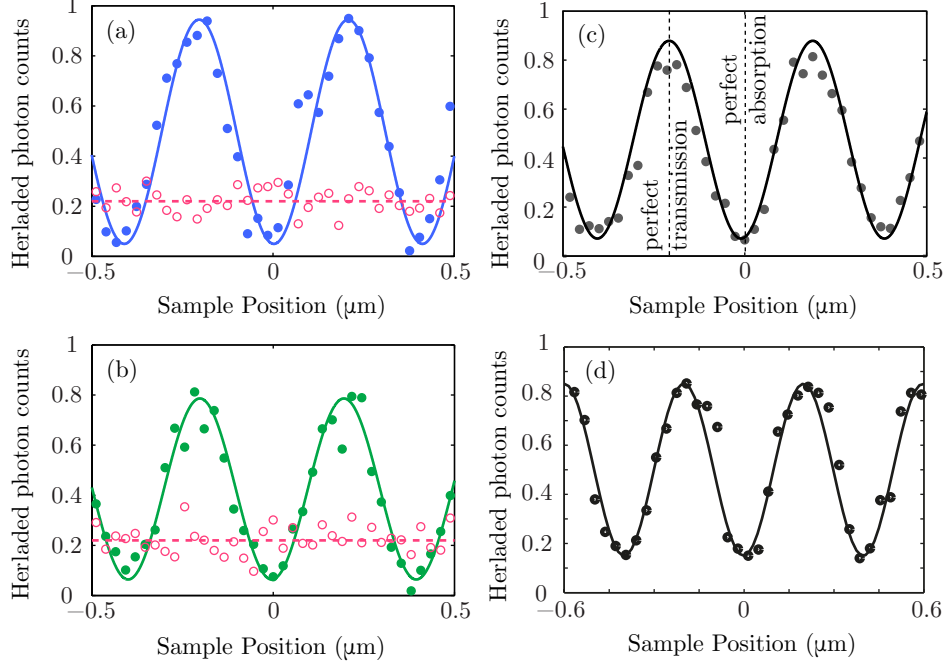 (a)
Herladed photon counts
1
0.8
0.6
0.4
0.2
0
−0.5
0
0.5
Sample Position (µm)
(c)
Herladed photon counts
1
0.8
0.6
0.4
0.2
0
perfect
transmission
perfect
absorption
-0.5
0
0.5
Sample Position (µm)
(b)
Herladed photon counts
1
0.8
0.6
0.4
0.2
0
−0.5
0
0.5
Sample Position (µm)
(d)
Herladed photon counts
1
0.8
0.6
0.4
0.2
0
−0.6
0
0.6
Sample Position (µm)